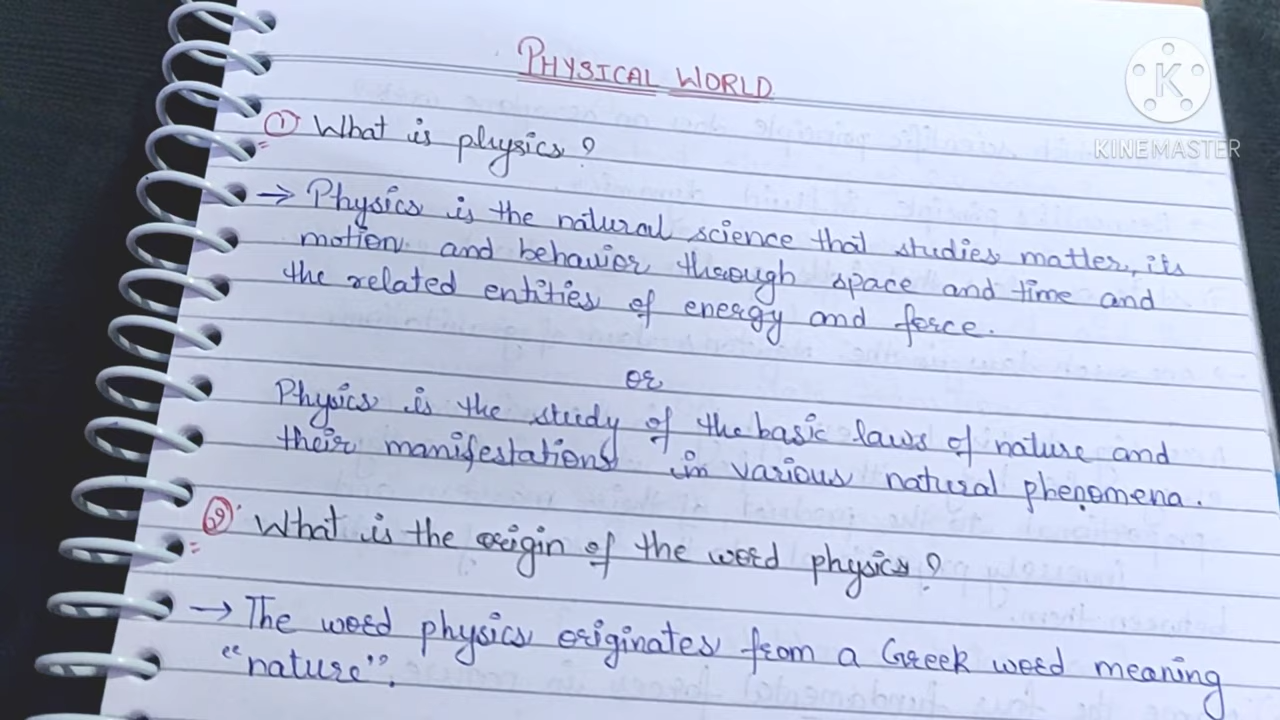 PHYSICAL WORLD
K
KINEMASTER
① What is physics?
→ Physics is the natural science that studies matter, its
motion and behavior through space and time and
the related entities of energy and force.
or
Physics is the study of the basic laws of nature and
their manifestations in various natural phenomena.
② What is the origin of the word physics?
→ The word physics originates from a Greek word meaning
"nature".